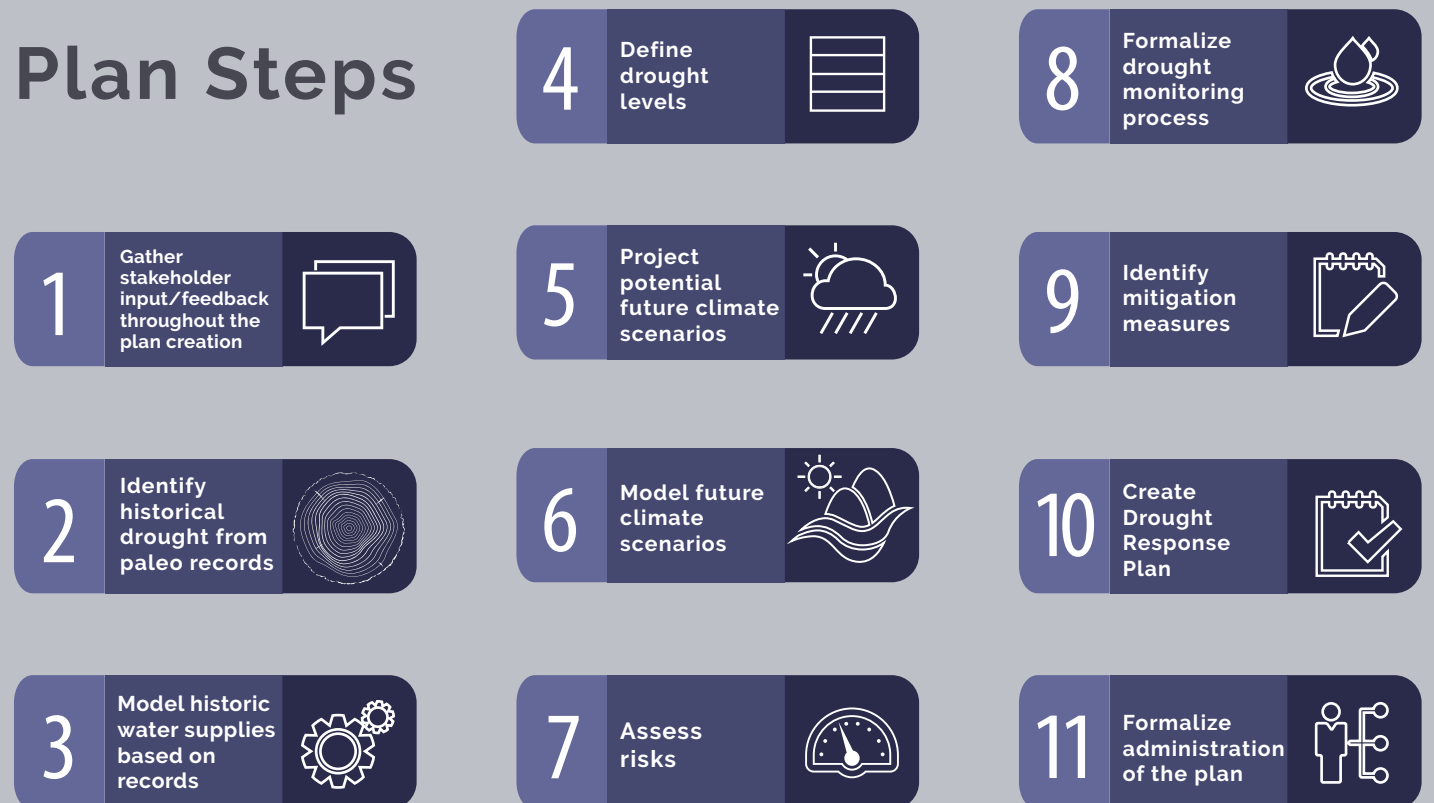 Plan Steps
1
Gather
stakeholder
input/feedback
throughout the
plan creation
2
Identify
historical
drought from
paleo records
3
Model historic
water supplies
based on
records
4
Define
drought
levels
5
Project
potential
future climate
scenarios
6
Model future
climate
scenarios
7
Assess
risks
8
Formalize
drought
monitoring
process
9
Identify
mitigation
measures
10
Create
Drought
Response
Plan
11
Formalize
administration
of the plan